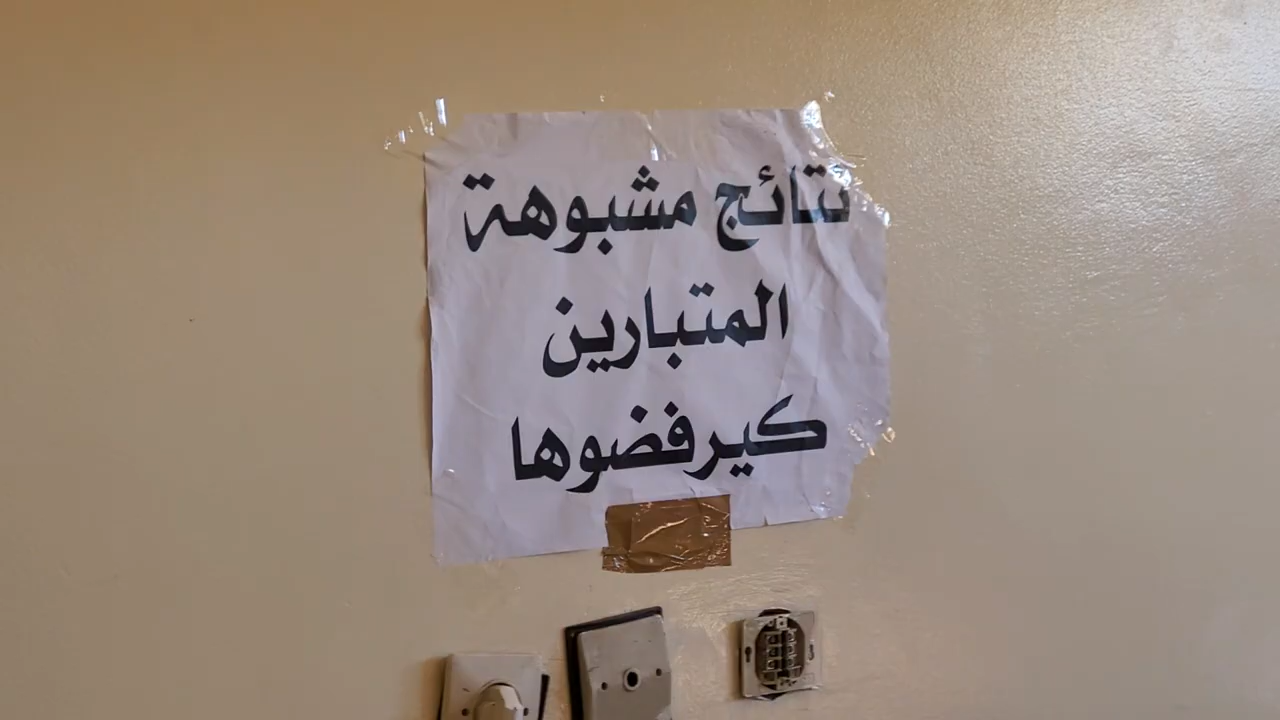 نتائج مشبوهة
المتبارين
كيرفضوها